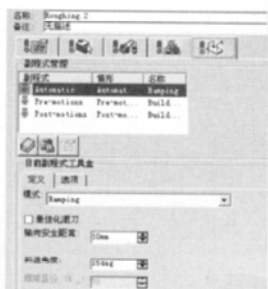 名称: Roughing.2
备注: 无描述
副程式管理
副程式 情形 名称
Automatic Automat Ramping
Pre-motions Pre-mot... Build...
Post-motions Post-mo... Build...
目前副程式工具盒
定义 选项
模式 Ramping
最佳化退刀
轴向安全距离: 10mm
斜进角度: 15deg